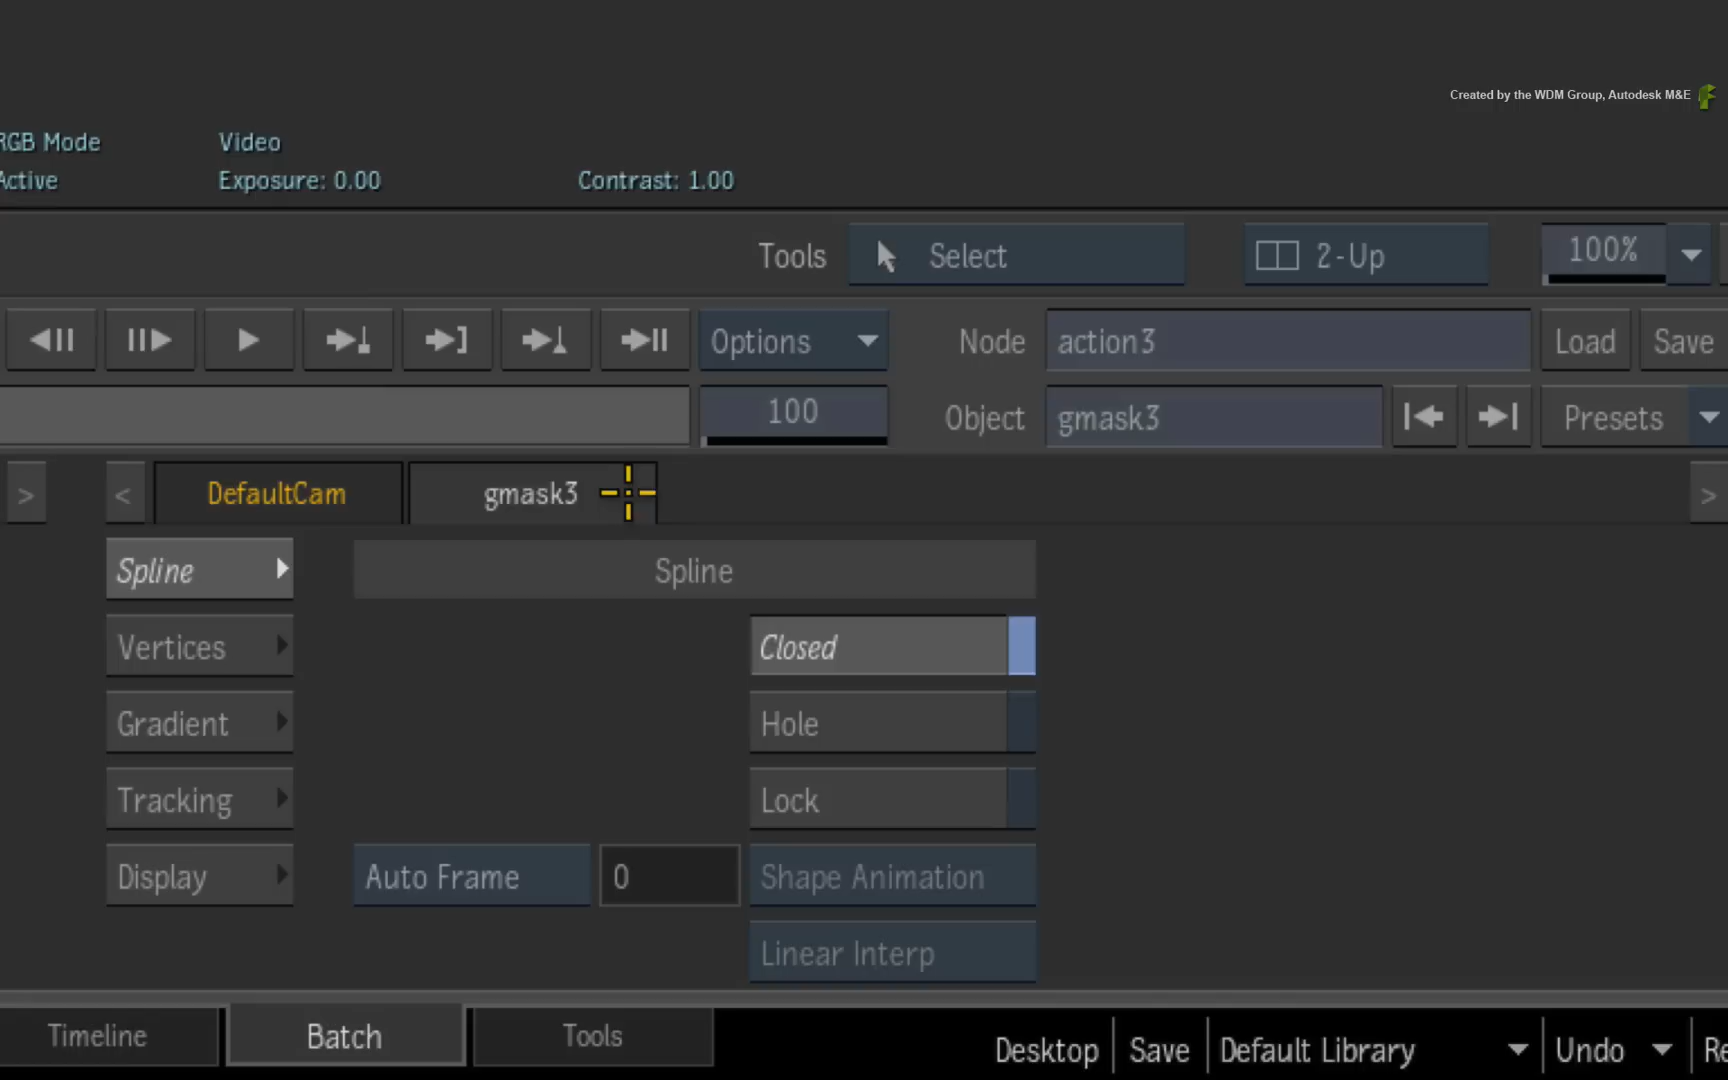 Created by the WDM Group, Autodesk M&E
RGB Mode Video
Active Exposure: 0.00 Contrast: 1.00
Tools Select 2-Up 100%
Options Node action3 Load Save
100 Object gmask3 Presets
> < DefaultCam gmask3 >
Spline Spline
Vertices Closed
Gradient Hole
Tracking Lock
Display Auto Frame 0 Shape Animation
Linear Interp
Timeline Batch Tools Desktop Save Default Library Undo